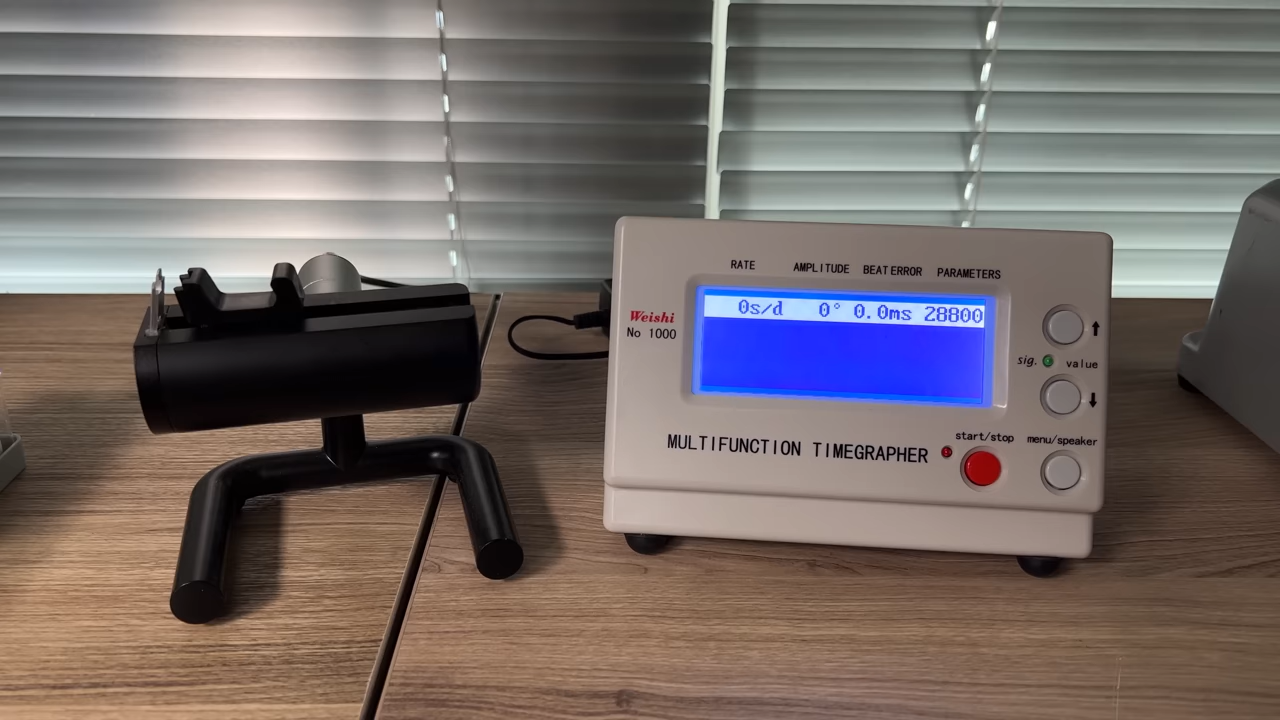 RATE AMPLITUDE BEAT ERROR PARAMETERS
0s/d 0° 0.0ms 28800
Weishi
No 1000
sig. value
MULTIFUNCTION TIMEGRAPHER
start/stop menu/speaker